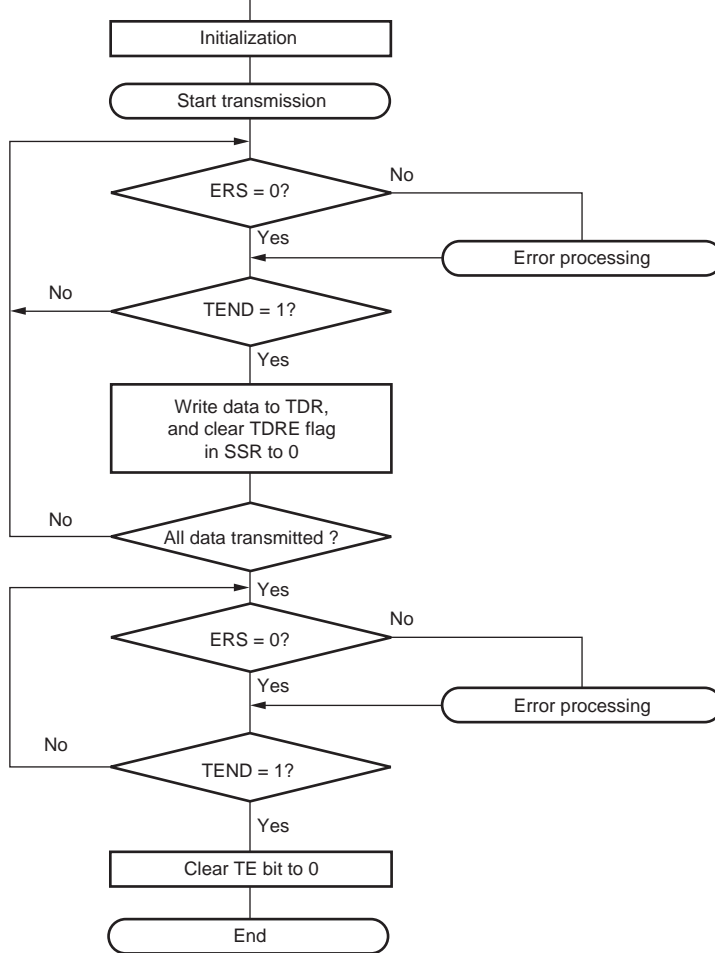 Initialization
Start transmission
ERS = 0?
No
Yes
Error processing
No
TEND = 1?
Yes
Write data to TDR,
and clear TDRE flag
in SSR to 0
No
All data transmitted ?
Yes
No
ERS = 0?
Yes
Error processing
No
TEND = 1?
Yes
Clear TE bit to 0
End